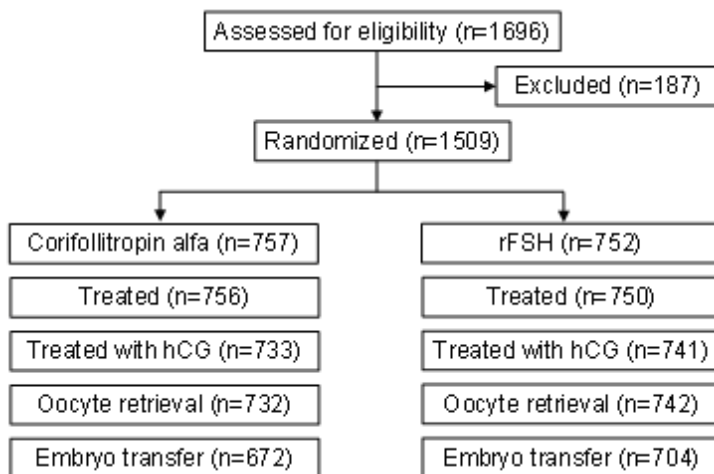 Assessed for eligibility (n=1696)
Excluded (n=187)
Randomized (n=1509)
Corifollitropin alfa (n=757)
rFSH (n=752)
Treated (n=756)
Treated (n=750)
Treated with hCG (n=733)
Treated with hCG (n=741)
Oocyte retrieval (n=732)
Oocyte retrieval (n=742)
Embryo transfer (n=672)
Embryo transfer (n=704)